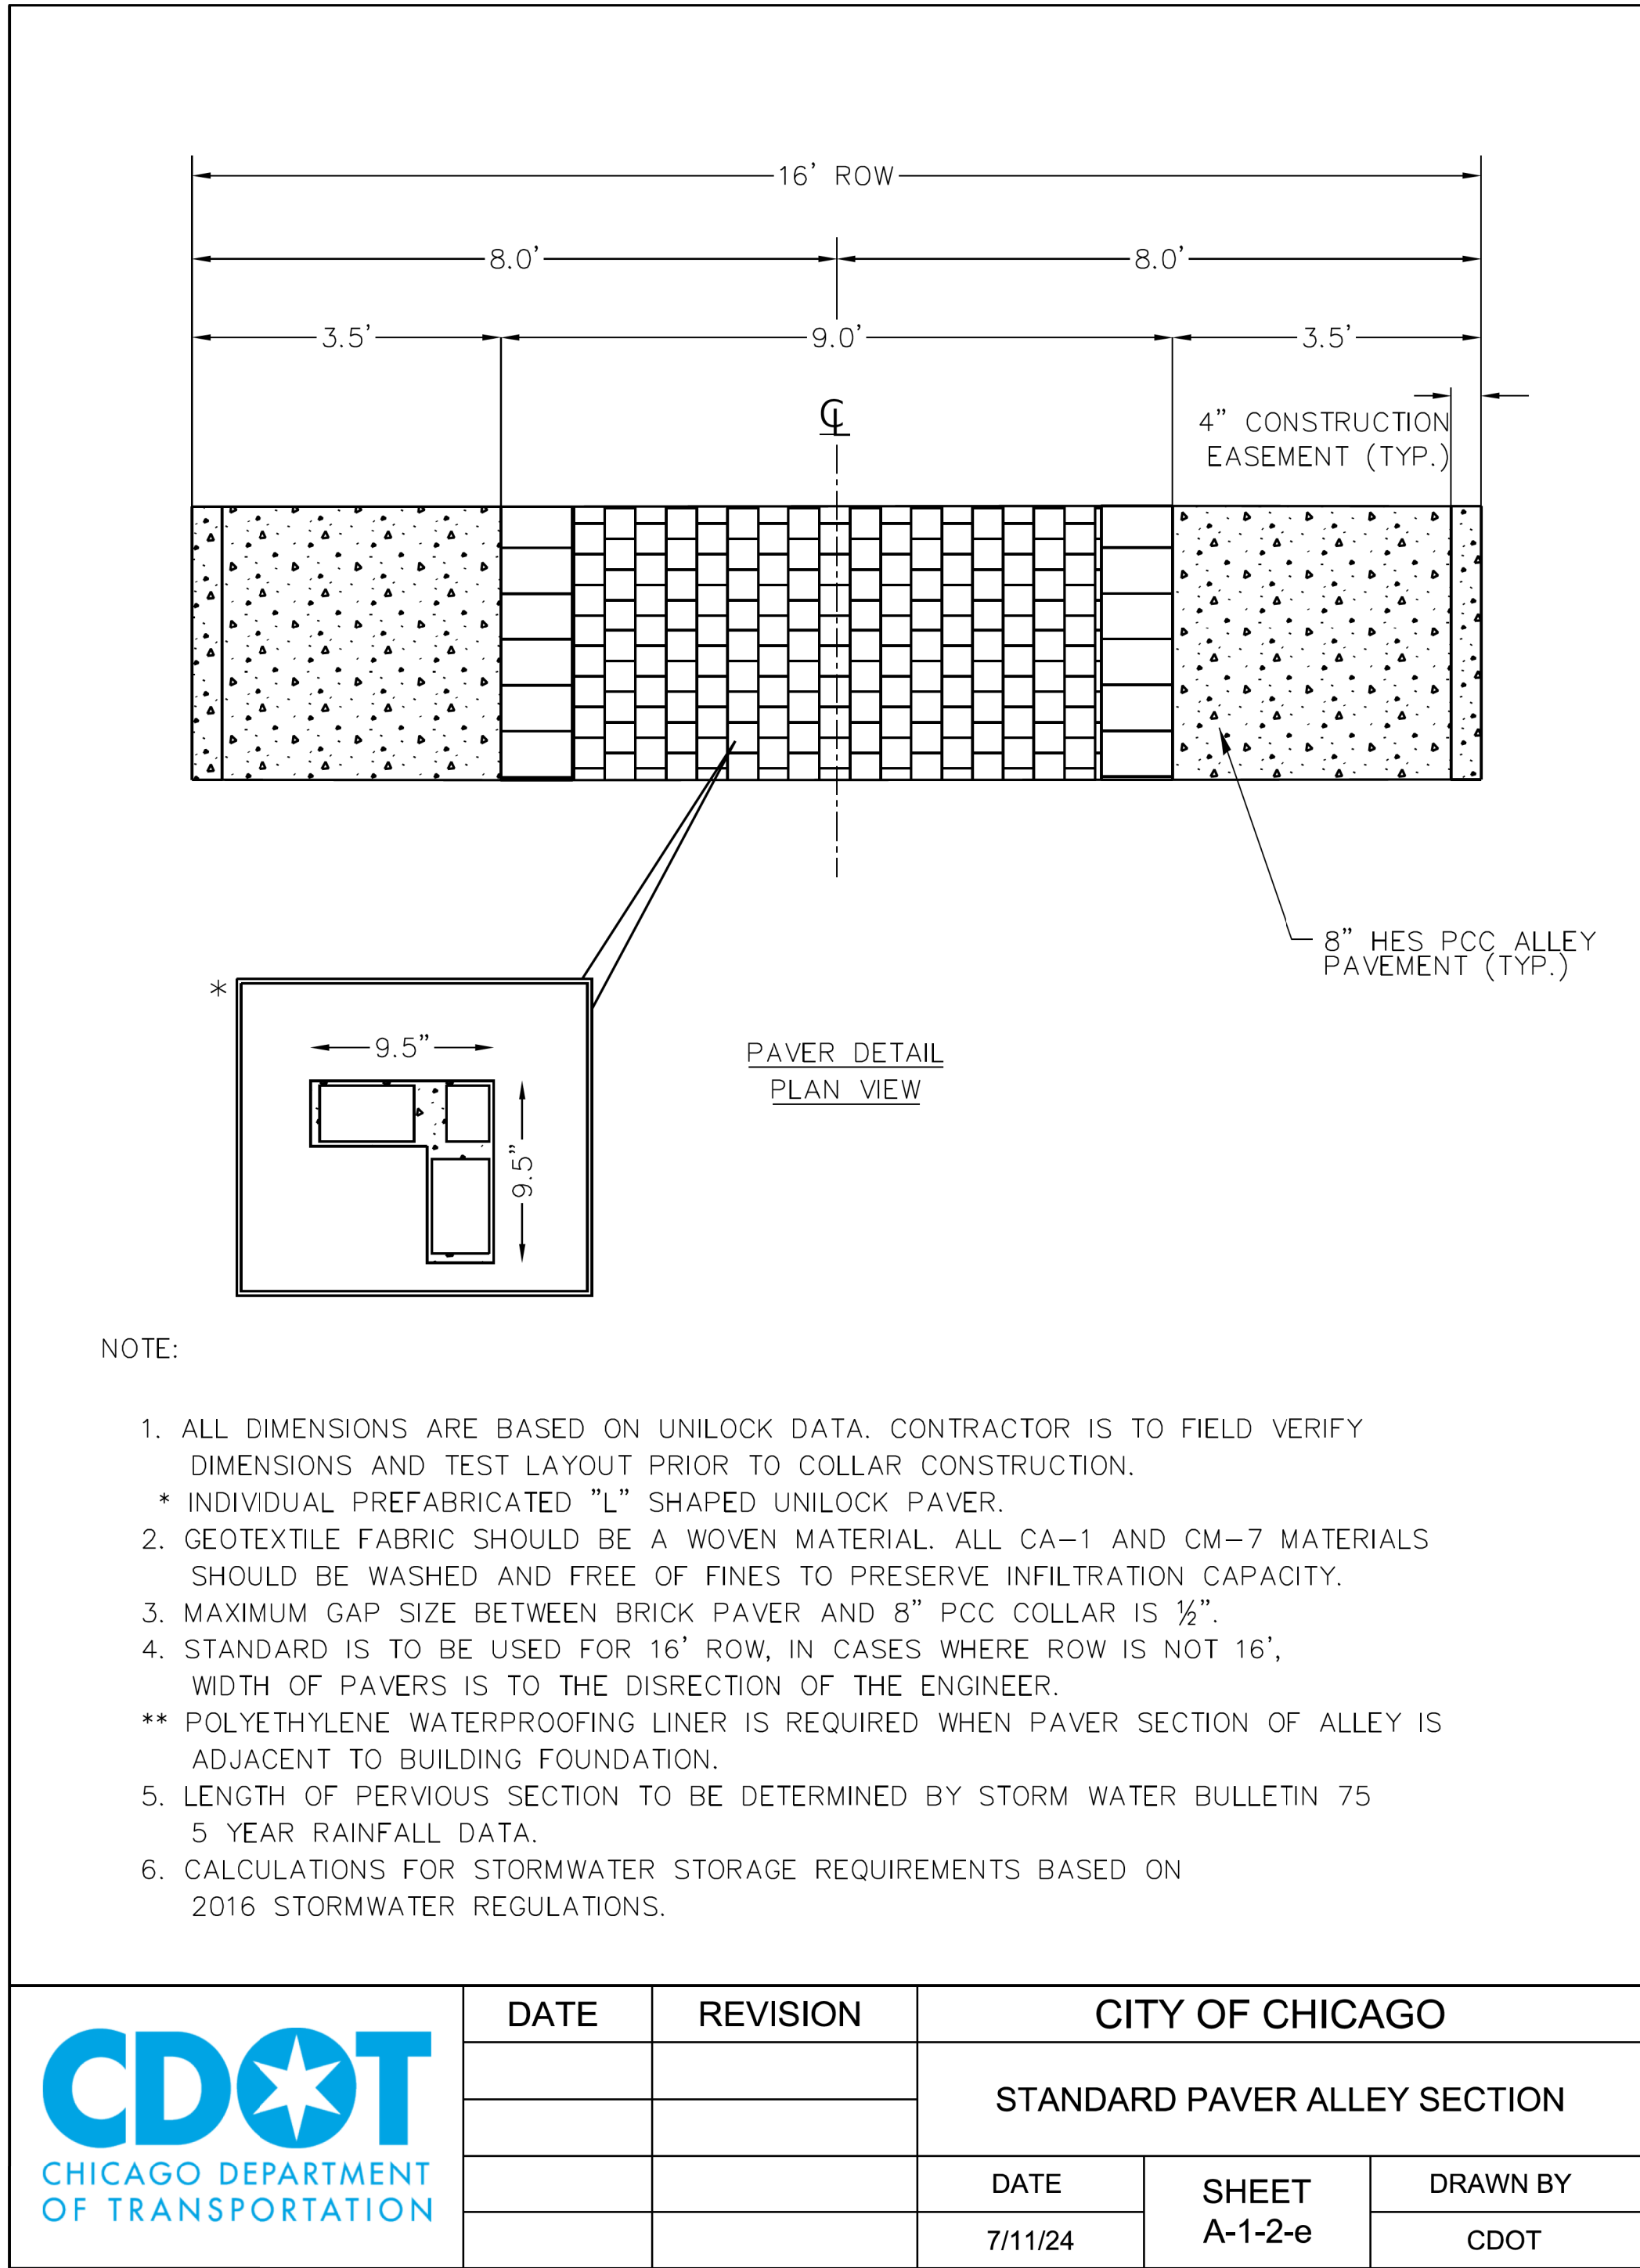 16' ROW
8.0' 8.0'
3.5' 9.0' 3.5'
℄
4" CONSTRUCTION
EASEMENT (TYP.)
8" HES PCC ALLEY
PAVEMENT (TYP.)
*
9.5"
9.5"
PAVER DETAIL
PLAN VIEW
NOTE:
1. ALL DIMENSIONS ARE BASED ON UNILOCK DATA. CONTRACTOR IS TO FIELD VERIFY
DIMENSIONS AND TEST LAYOUT PRIOR TO COLLAR CONSTRUCTION.
* INDIVIDUAL PREFABRICATED "L" SHAPED UNILOCK PAVER.
2. GEOTEXTILE FABRIC SHOULD BE A WOVEN MATERIAL. ALL CA-1 AND CM-7 MATERIALS
SHOULD BE WASHED AND FREE OF FINES TO PRESERVE INFILTRATION CAPACITY.
3. MAXIMUM GAP SIZE BETWEEN BRICK PAVER AND 8" PCC COLLAR IS ½".
4. STANDARD IS TO BE USED FOR 16' ROW, IN CASES WHERE ROW IS NOT 16',
WIDTH OF PAVERS IS TO THE DISRECTION OF THE ENGINEER.
** POLYETHYLENE WATERPROOFING LINER IS REQUIRED WHEN PAVER SECTION OF ALLEY IS
ADJACENT TO BUILDING FOUNDATION.
5. LENGTH OF PERVIOUS SECTION TO BE DETERMINED BY STORM WATER BULLETIN 75
5 YEAR RAINFALL DATA.
6. CALCULATIONS FOR STORMWATER STORAGE REQUIREMENTS BASED ON
2016 STORMWATER REGULATIONS.
CDOT
CHICAGO DEPARTMENT
OF TRANSPORTATION
DATE REVISION
CITY OF CHICAGO
STANDARD PAVER ALLEY SECTION
DATE
7/11/24
SHEET
A-1-2-e
DRAWN BY
CDOT